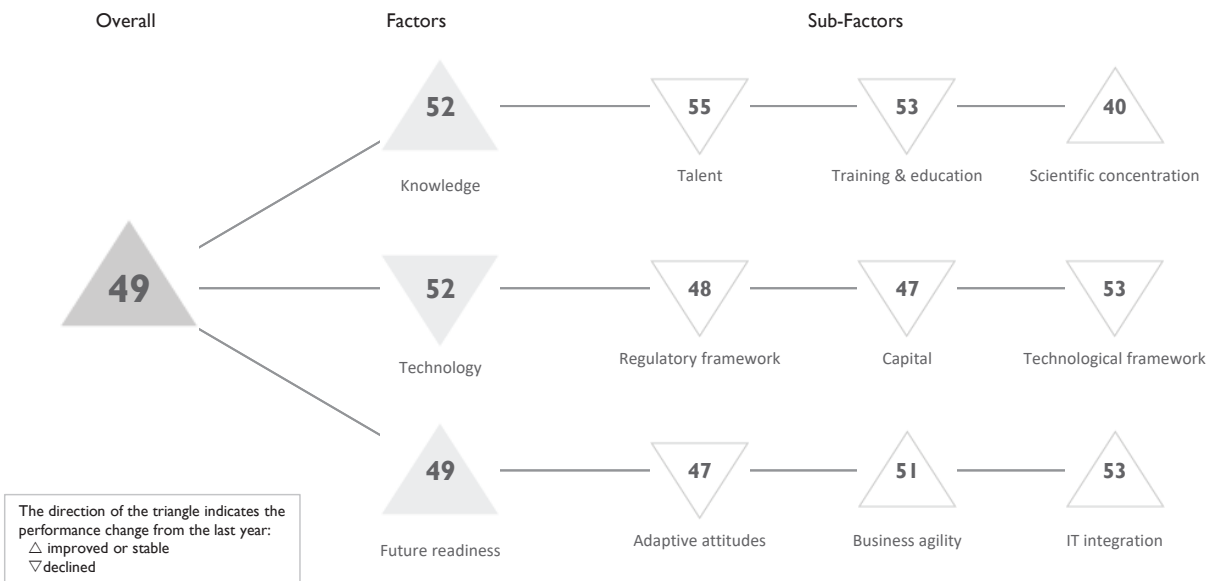 Overall Factors Sub-Factors
52 55 53 40
Knowledge Talent Training & education Scientific concentration
49 52 48 47 53
Technology Regulatory framework Capital Technological framework
49 47 51 53
Future readiness Adaptive attitudes Business agility IT integration
The direction of the triangle indicates the
performance change from the last year:
△ improved or stable
▽ declined